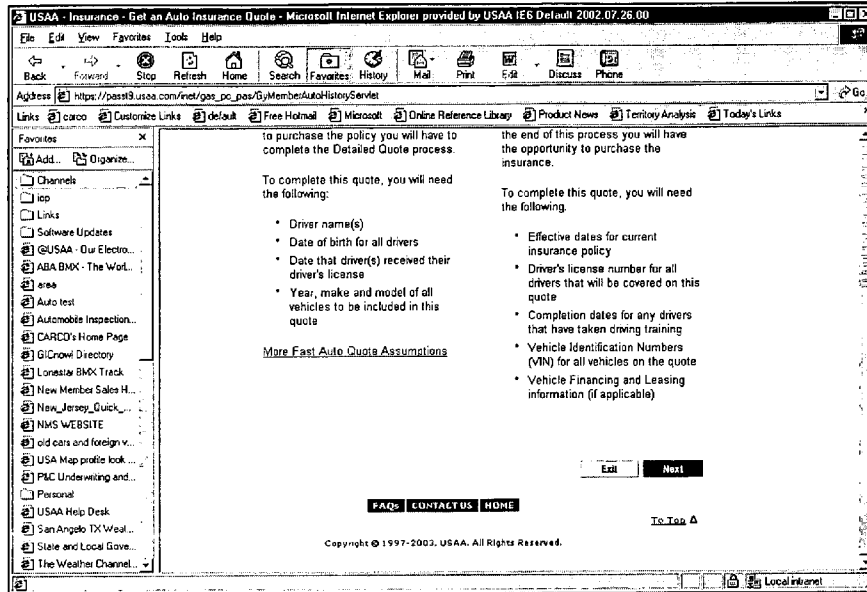 USAA - Insurance - Get an Auto Insurance Quote - Microsoft Internet Explorer provided by USAA IE6 Default 2002.07.26.00
File Edit View Favorites Tools Help
Back Forward Stop Refresh Home Search Favorites History Mail Print Edit Discuss Phone
Address https://passt9.usaa.com/inet/gas_pc_pas/GyMemberAutoHistoryServlet Go
Links carco Customize Links default Free Hotmail Microsoft Online Reference Library Product News Territory Analysis Today's Links
Favorites
Add... Organize...
Channels
iop
Links
Software Updates
@USAA - Our Electro...
ABA BMX - The Worl...
area
Auto test
Automobile Inspection...
CARCO's Home Page
GICnowi Directory
Lonestar BMX Track
New Member Sales H...
New_Jersey_Quick_...
NMS WEBSITE
old cars and foreign v...
USA Map profile look ...
P&C Underwriting and...
Personal
USAA Help Desk
San Angelo TX Weat...
State and Local Gove...
The Weather Channel...
to purchase the policy you will have to
complete the Detailed Quote process.
To complete this quote, you will need
the following:
• Driver name(s)
• Date of birth for all drivers
• Date that driver(s) received their
driver's license
• Year, make and model of all
vehicles to be included in this
quote
More Fast Auto Quote Assumptions
the end of this process you will have
the opportunity to purchase the
insurance.
To complete this quote, you will need
the following.
• Effective dates for current
insurance policy
• Driver's license number for all
drivers that will be covered on this
quote
• Completion dates for any drivers
that have taken driving training
• Vehicle Identification Numbers
(VIN) for all vehicles on the quote
• Vehicle Financing and Leasing
information (if applicable)
Exit Next
FAQs CONTACT US HOME
To Top
Copyright © 1997-2003, USAA. All Rights Reserved.
Local intranet